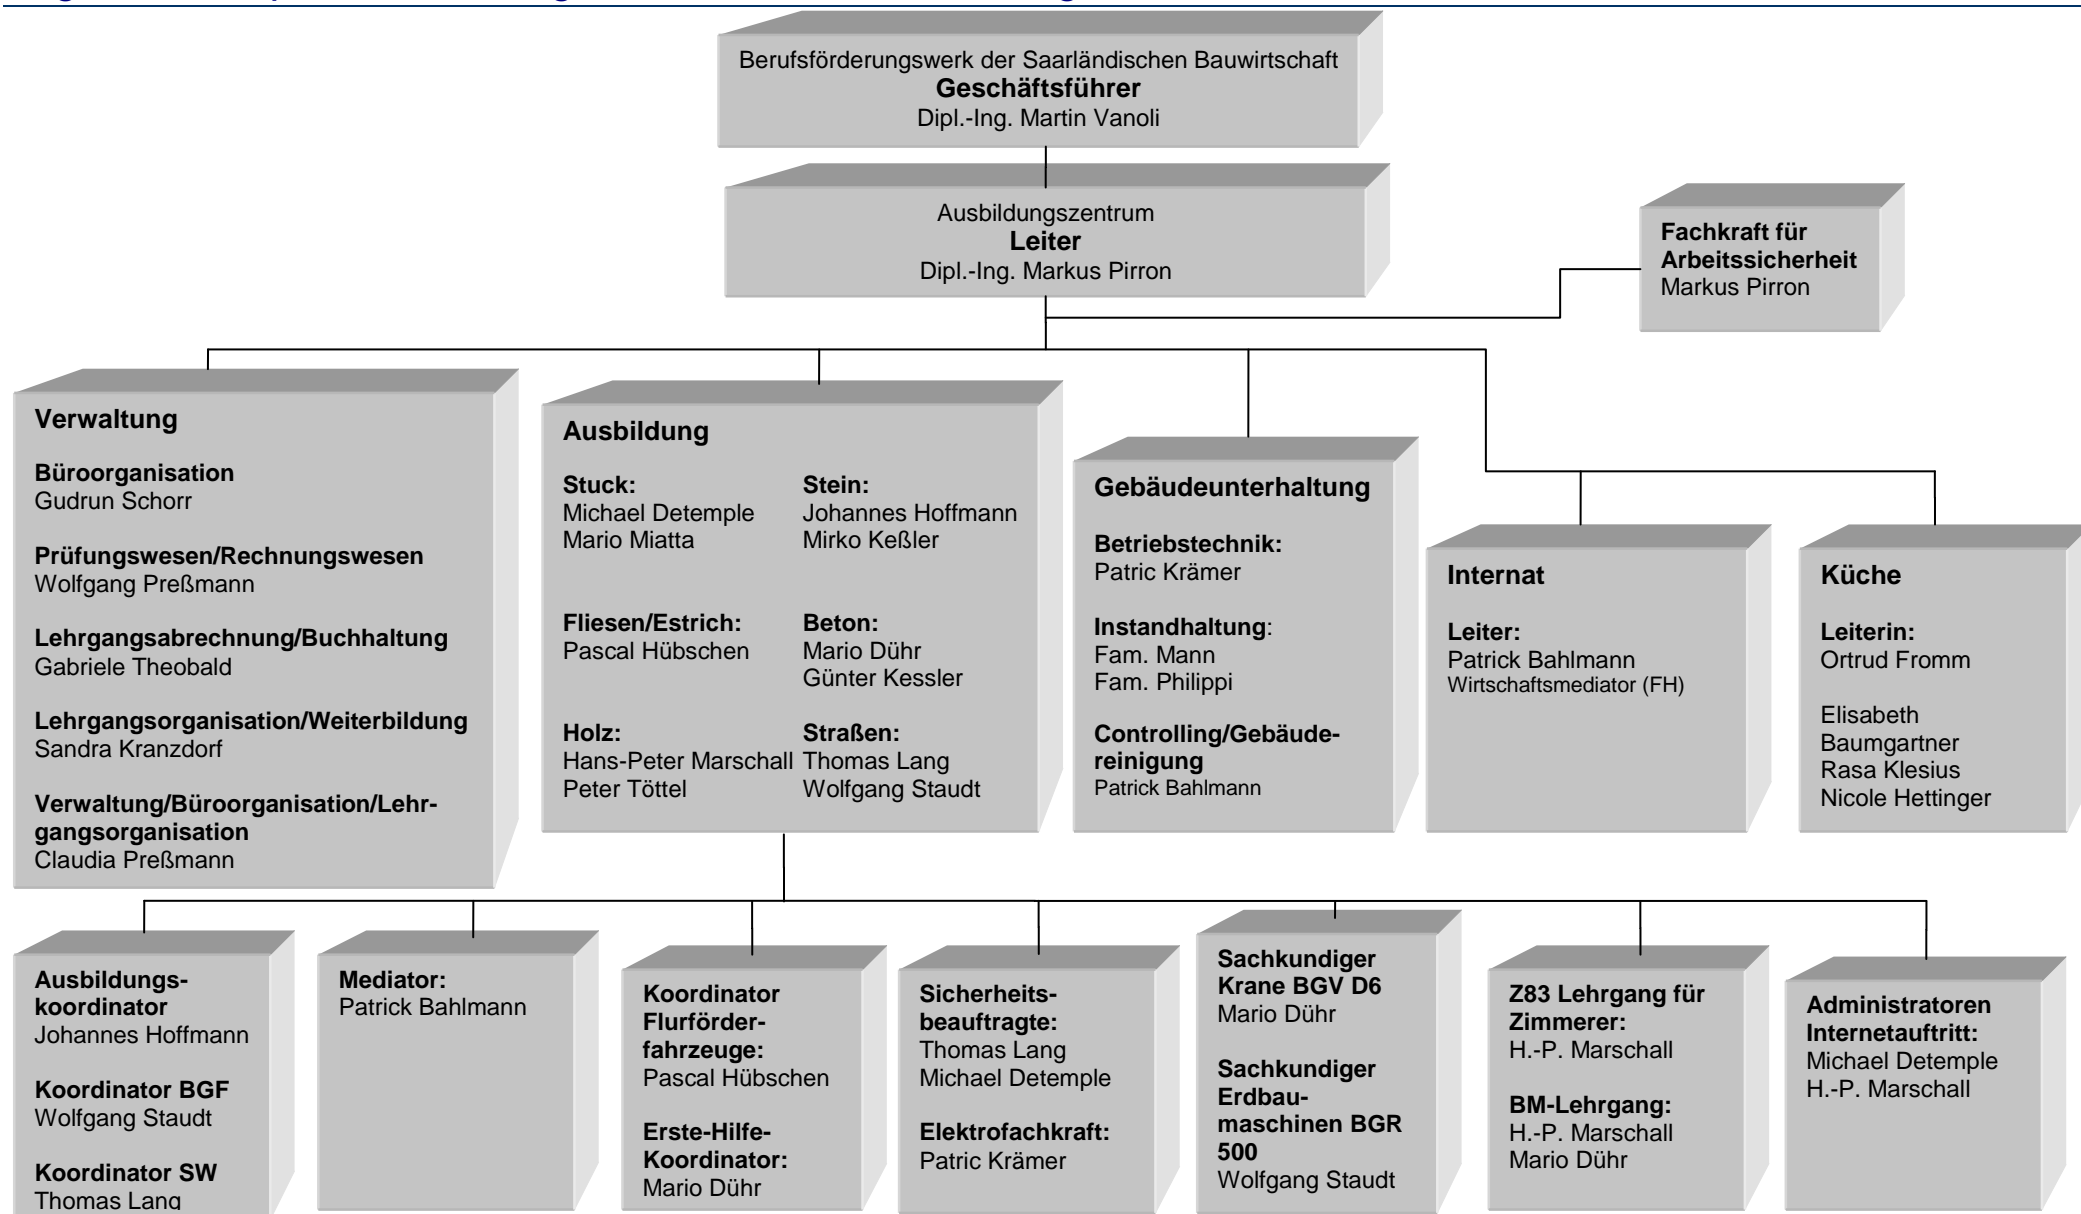 Berufsförderungswerk der Saarländischen Bauwirtschaft
Geschäftsführer
Dipl.-Ing. Martin Vanoli
Ausbildungszentrum
Leiter
Dipl.-Ing. Markus Pirron
Fachkraft für
Arbeitssicherheit
Markus Pirron
Verwaltung
Büroorganisation
Gudrun Schorr
Prüfungswesen/Rechnungswesen
Wolfgang Preßmann
Lehrgangsabrechnung/Buchhaltung
Gabriele Theobald
Lehrgangsorganisation/Weiterbildung
Sandra Kranzdorf
Verwaltung/Büroorganisation/Lehr-
gangsorganisation
Claudia Preßmann
Ausbildung
Stuck:
Michael Detemple
Mario Miatta
Stein:
Johannes Hoffmann
Mirko Keßler
Fliesen/Estrich:
Pascal Hübschen
Beton:
Mario Dühr
Günter Kessler
Holz:
Hans-Peter Marschall
Peter Töttel
Straßen:
Thomas Lang
Wolfgang Staudt
Gebäudeunterhaltung
Betriebstechnik:
Patric Krämer
Instandhaltung:
Fam. Mann
Fam. Philippi
Controlling/Gebäude-
reinigung
Patrick Bahlmann
Internat
Leiter:
Patrick Bahlmann
Wirtschaftsmediator (FH)
Küche
Leiterin:
Ortrud Fromm
Elisabeth
Baumgartner
Rasa Klesius
Nicole Hettinger
Ausbildungs-
koordinator
Johannes Hoffmann
Koordinator BGF
Wolfgang Staudt
Koordinator SW
Thomas Lang
Mediator:
Patrick Bahlmann
Koordinator
Flurförder-
fahrzeuge:
Pascal Hübschen
Erste-Hilfe-
Koordinator:
Mario Dühr
Sicherheits-
beauftragte:
Thomas Lang
Michael Detemple
Elektrofachkraft:
Patric Krämer
Sachkundiger
Krane BGV D6
Mario Dühr
Sachkundiger
Erdbau-
maschinen BGR
500
Wolfgang Staudt
Z83 Lehrgang für
Zimmerer:
H.-P. Marschall
BM-Lehrgang:
H.-P. Marschall
Mario Dühr
Administratoren
Internetauftritt:
Michael Detemple
H.-P. Marschall